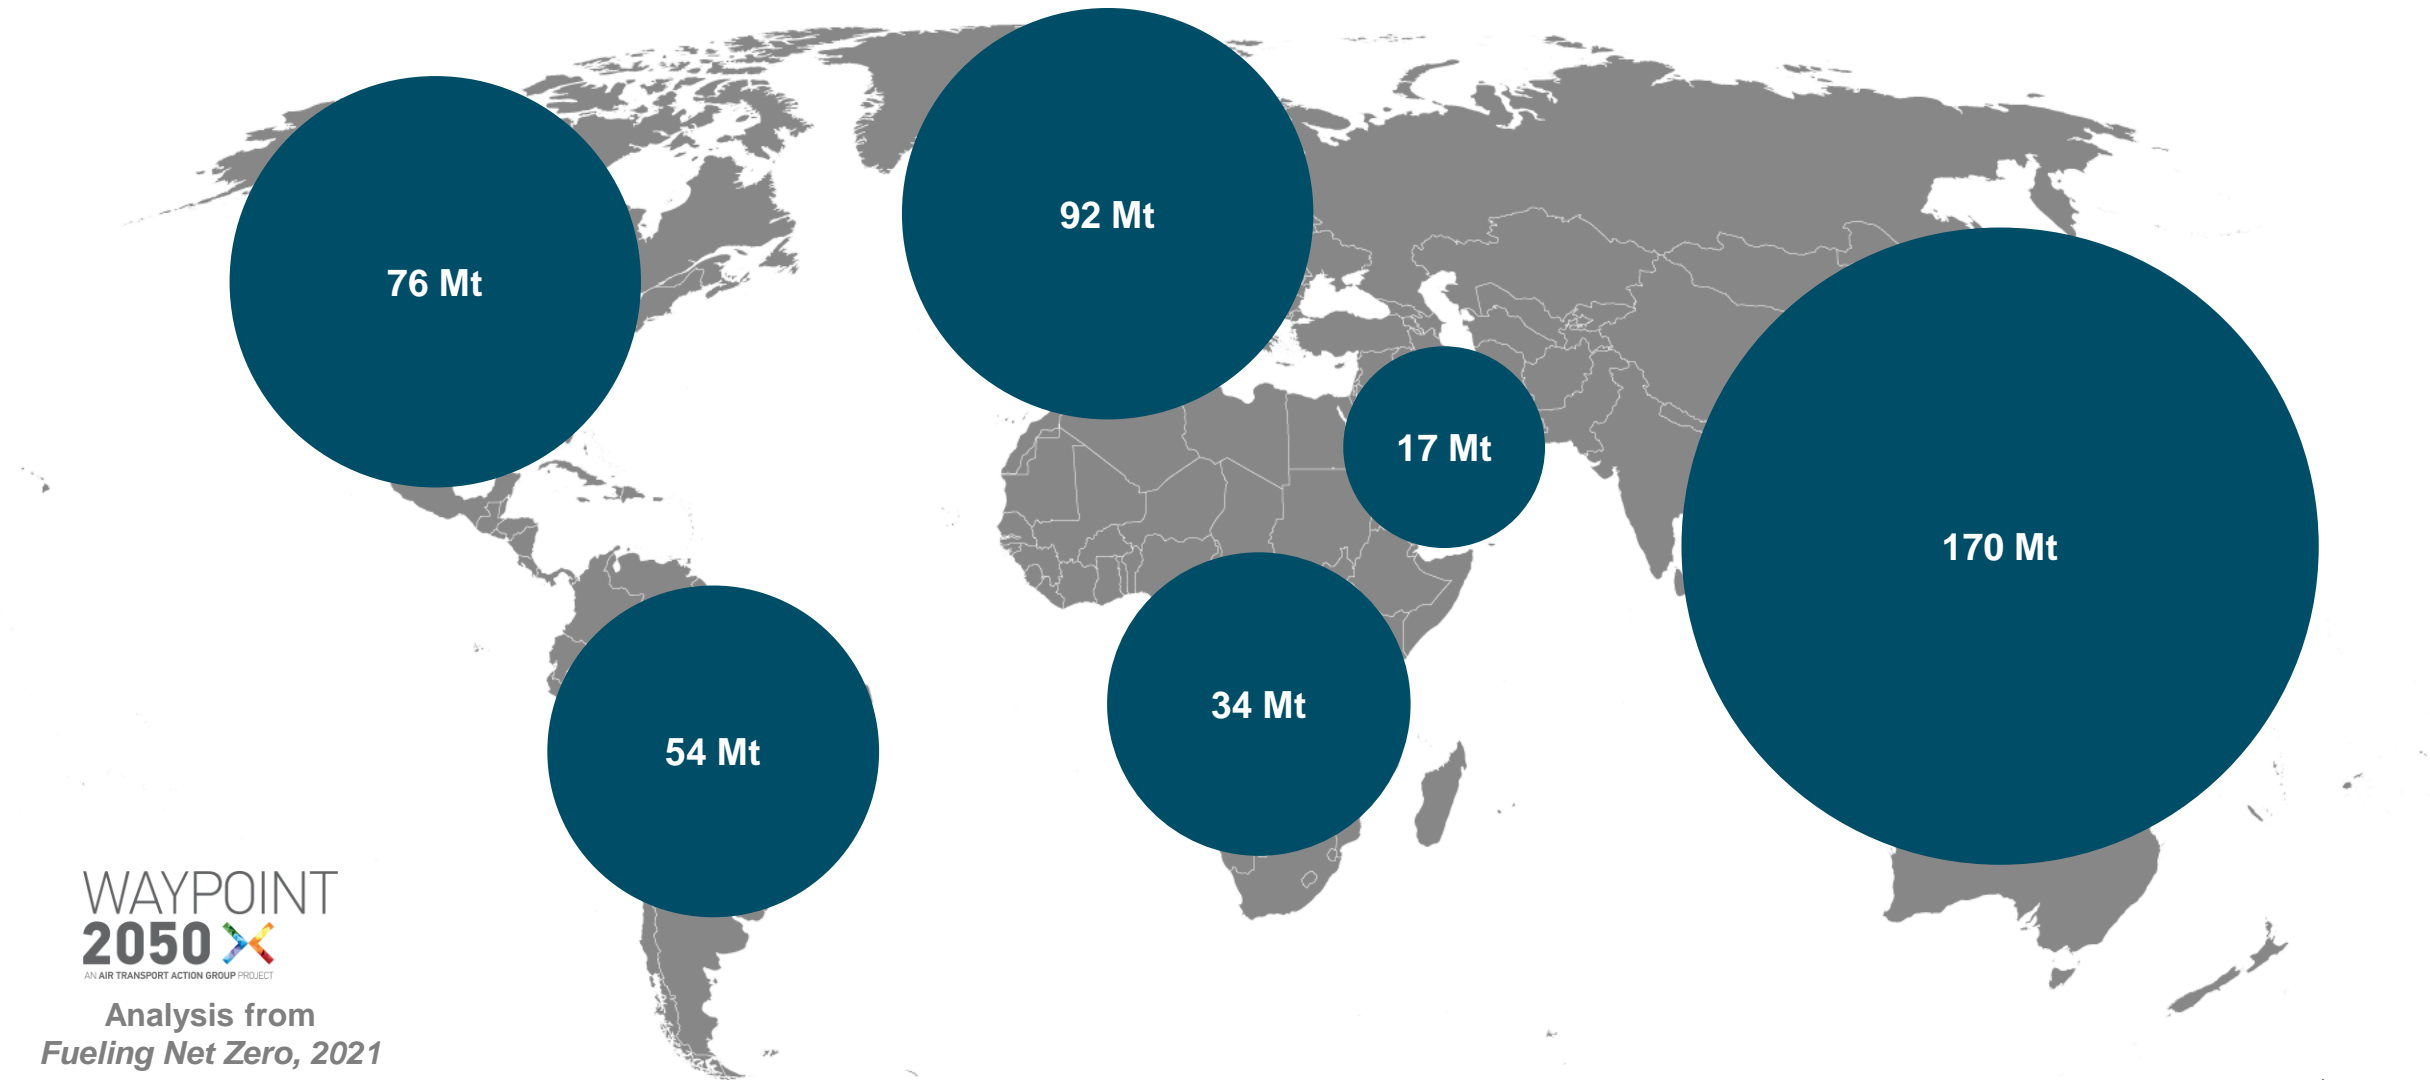 92 Mt
76 Mt
17 Mt
170 Mt
34 Mt
54 Mt
WAYPOINT
2050
AN AIR TRANSPORT ACTION GROUP PROJECT
Analysis from
Fueling Net Zero, 2021